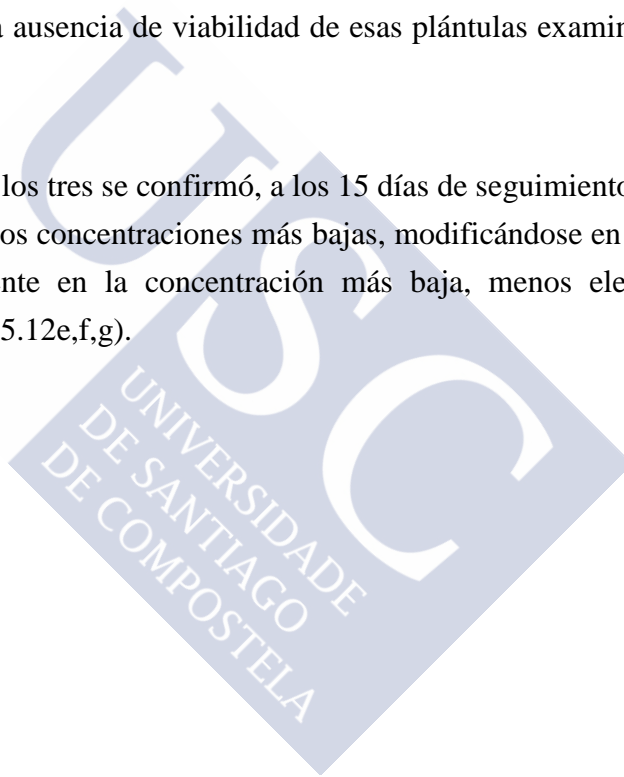 a ausencia de viabilidad de esas plántulas examin
los tres se confirmó, a los 15 días de seguimiento
os concentraciones más bajas, modificándose en
nte en la concentración más baja, menos ele
5.12e,f,g).
USC
UNIVERSIDADE
DE SANTIAGO
DE COMPOSTELA